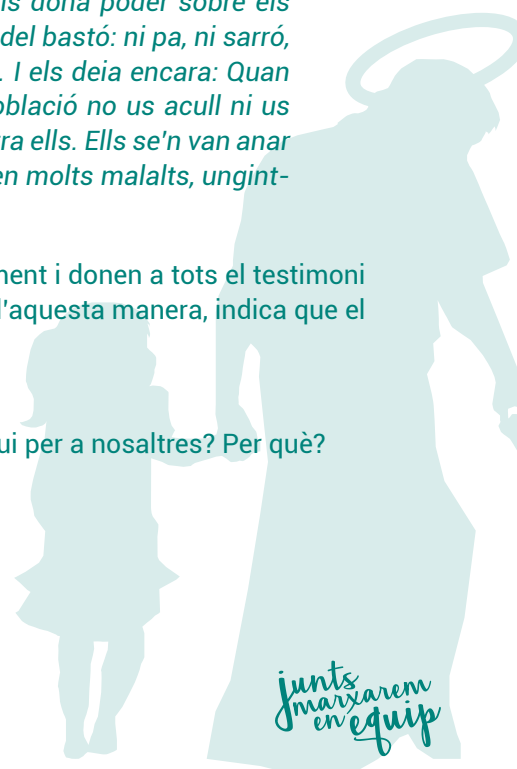 ls dona poder sobre els
del bastó: ni pa, ni sarró,
. I els deia encara: Quan
oblació no us acull ni us
tra ells. Ells se'n van anar
en molts malalts, ungint-
ment i donen a tots el testimoni
l'aquesta manera, indica que el
ui per a nosaltres? Per què?
junts
marxarem
en equip